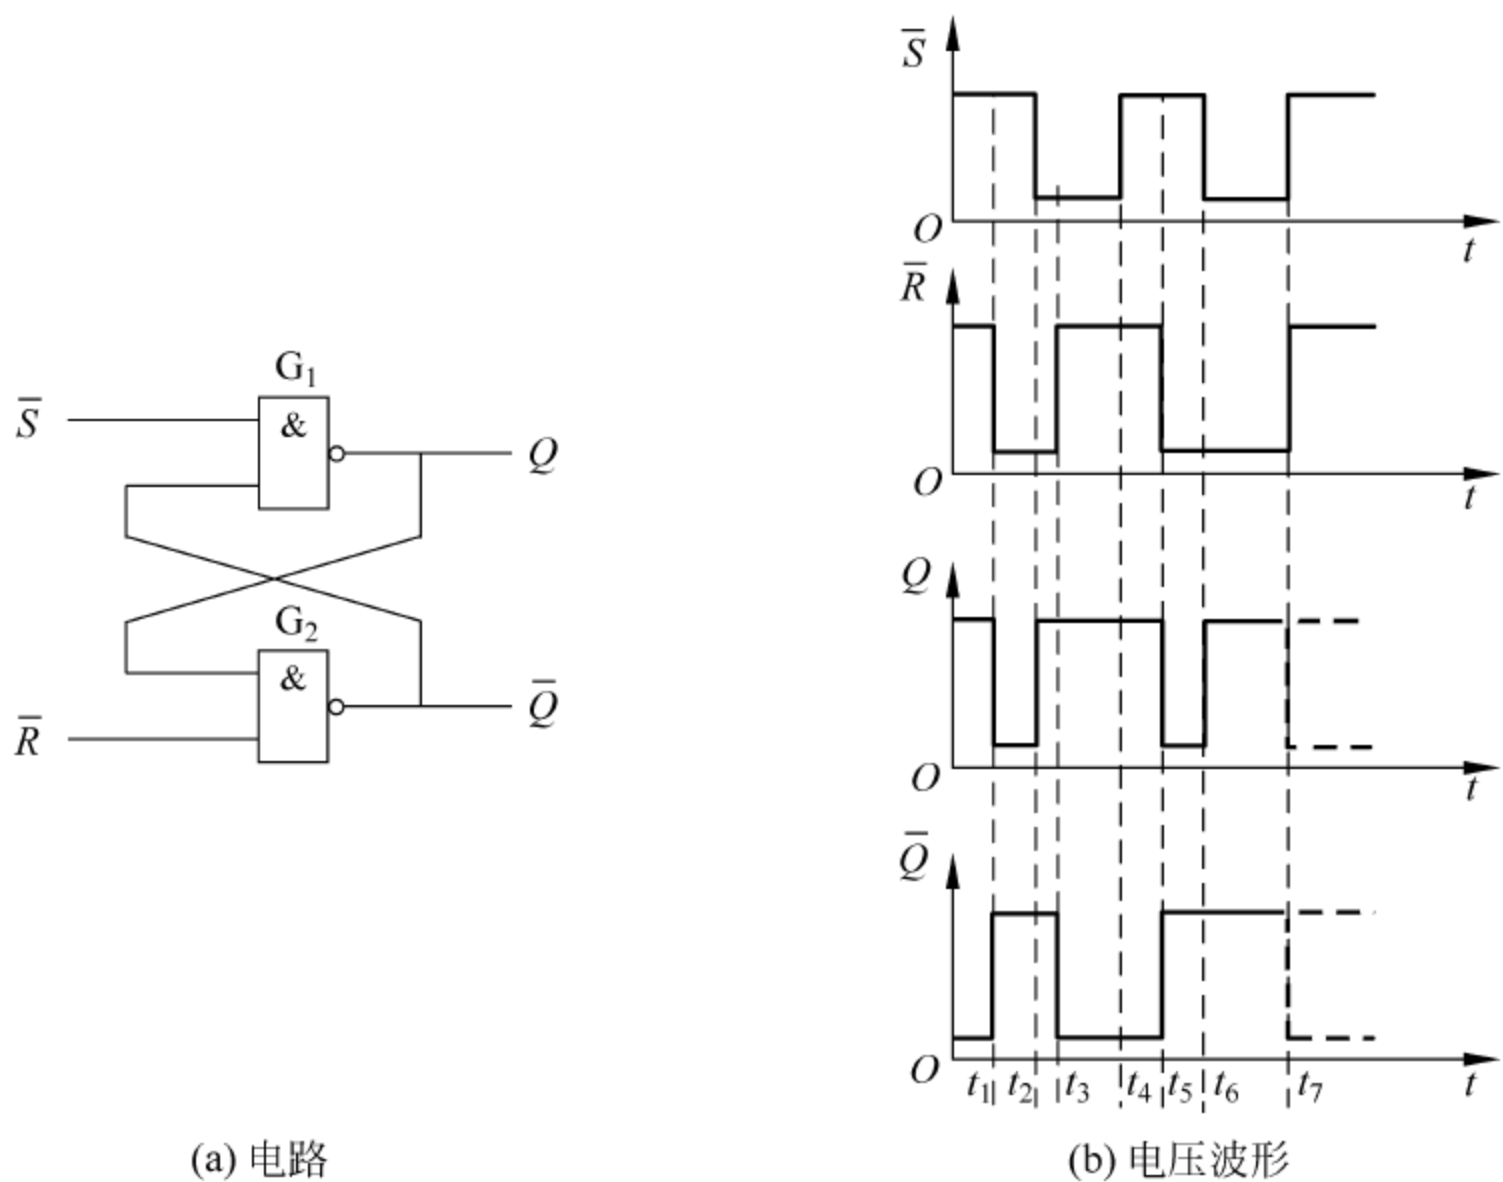 G₁
S̅
&
Q
G₂
&
Q̅
R̅
(a) 电路
S̅
O
t
R̅
O
t
Q
O
t
Q̅
O
t₁ t₂ t₃ t₄ t₅ t₆ t₇ t
(b) 电压波形